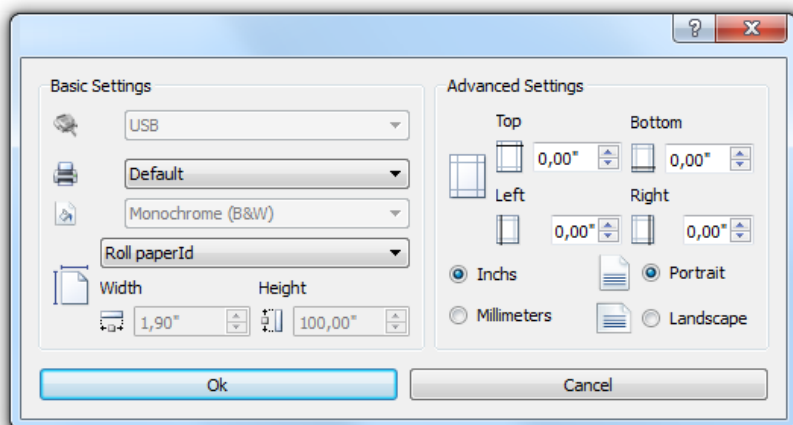 Basic Settings
USB
Default
Monochrome (B&W)
Roll paperId
Width Height
1,90" 100,00"
Advanced Settings
Top Bottom
0,00" 0,00"
Left Right
0,00" 0,00"
Inchs Portrait
Millimeters Landscape
Ok Cancel